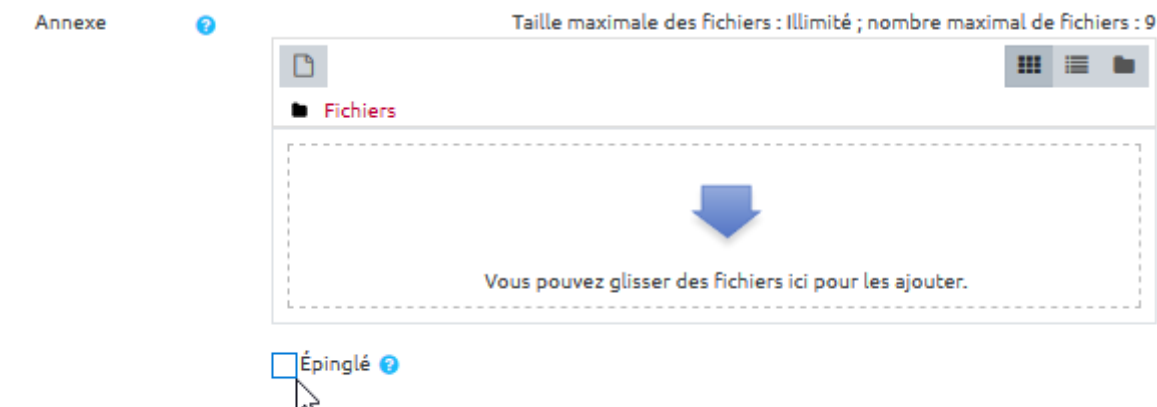 Annexe
Taille maximale des fichiers : Illimité ; nombre maximal de fichiers : 9
Fichiers
Vous pouvez glisser des fichiers ici pour les ajouter.
Épinglé